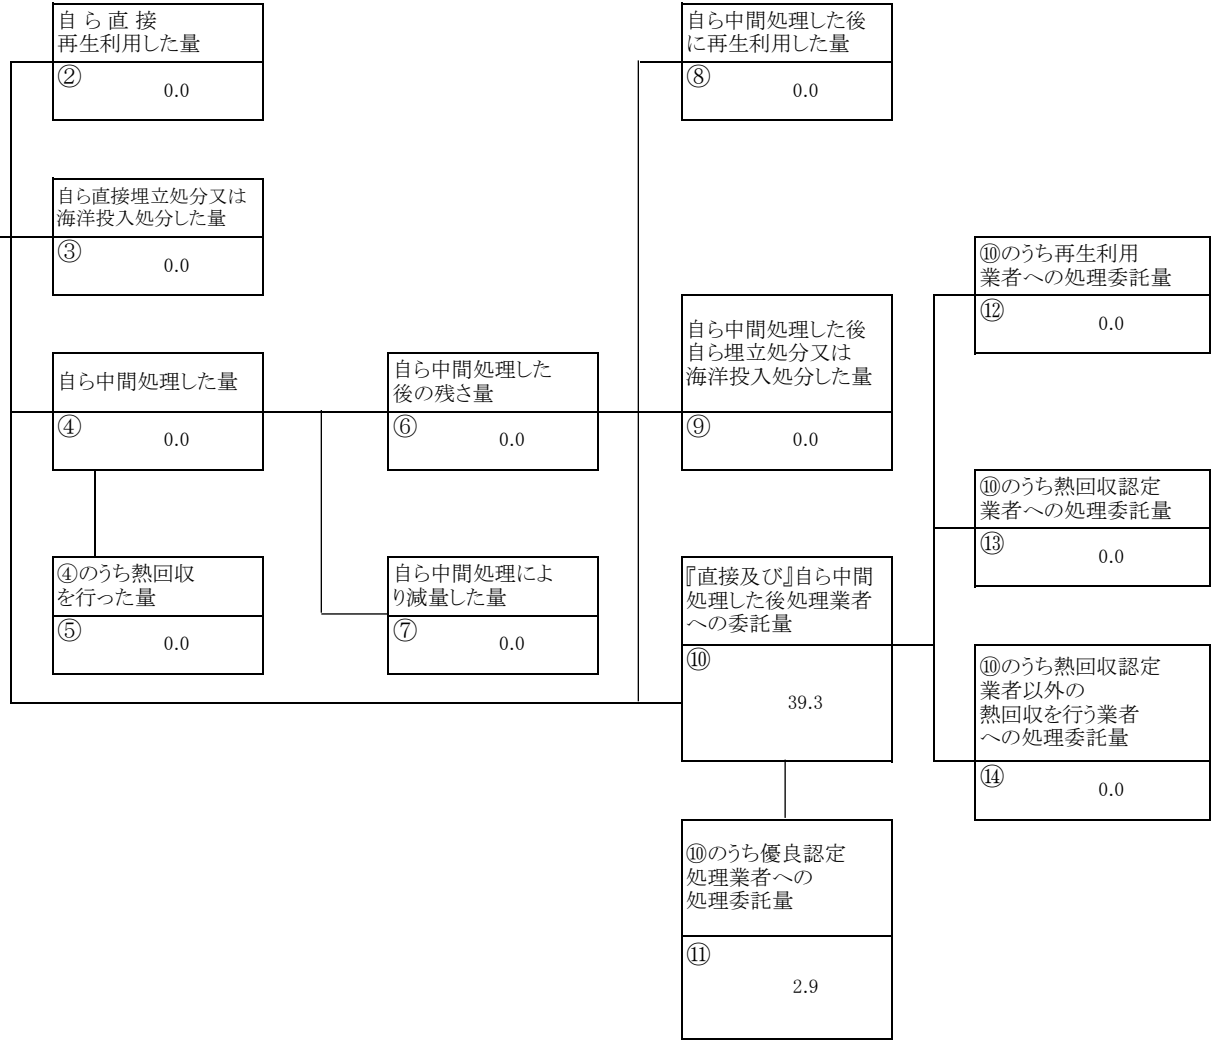 自 ら 直 接
再生利用した量
②
0.0
自ら直接埋立処分又は
海洋投入処分した量
③
0.0
自ら中間処理した量
④
0.0
④のうち熱回収
を行った量
⑤
0.0
自ら中間処理した
後の残さ量
⑥
0.0
自ら中間処理によ
り減量した量
⑦
0.0
自ら中間処理した後
に再生利用した量
⑧
0.0
自ら中間処理した後
自ら埋立処分又は
海洋投入処分した量
⑨
0.0
『直接及び』自ら中間
処理した後処理業者
への委託量
⑩
39.3
⑩のうち優良認定
処理業者への
処理委託量
⑪
2.9
⑩のうち再生利用
業者への処理委託量
⑫
0.0
⑩のうち熱回収認定
業者への処理委託量
⑬
0.0
⑩のうち熱回収認定
業者以外の
熱回収を行う業者
への処理委託量
⑭
0.0